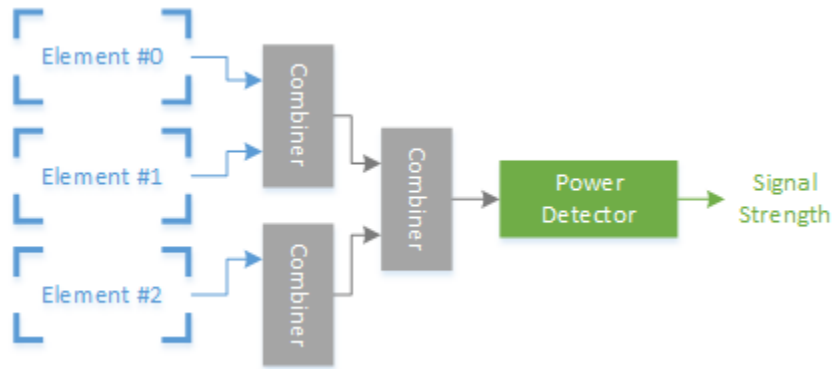 Element #0
Combiner
Element #1
Combiner
Power
Detector
Signal
Strength
Combiner
Element #2